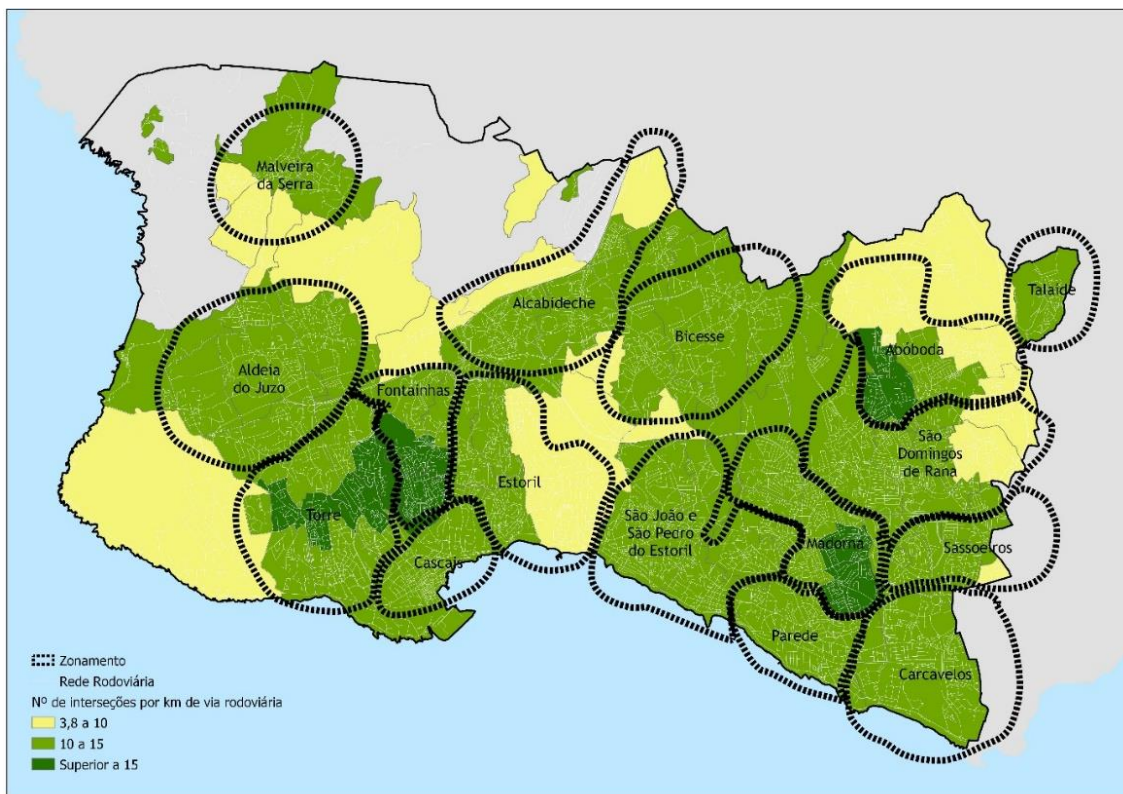 Malveira
da Serra
Talaíde
Alcabideche
Bicesse
Abóboda
Aldeia
do Juzo
Fontaínhas
São
Domingos
de Rana
Estoril
Torre
São João e
São Pedro
do Estoril
Madorna
Sassoeiros
Cascais
Parede
Carcavelos
Zonamento
Rede Rodoviária
Nº de interseções por km de via rodoviária
3,8 a 10
10 a 15
Superior a 15